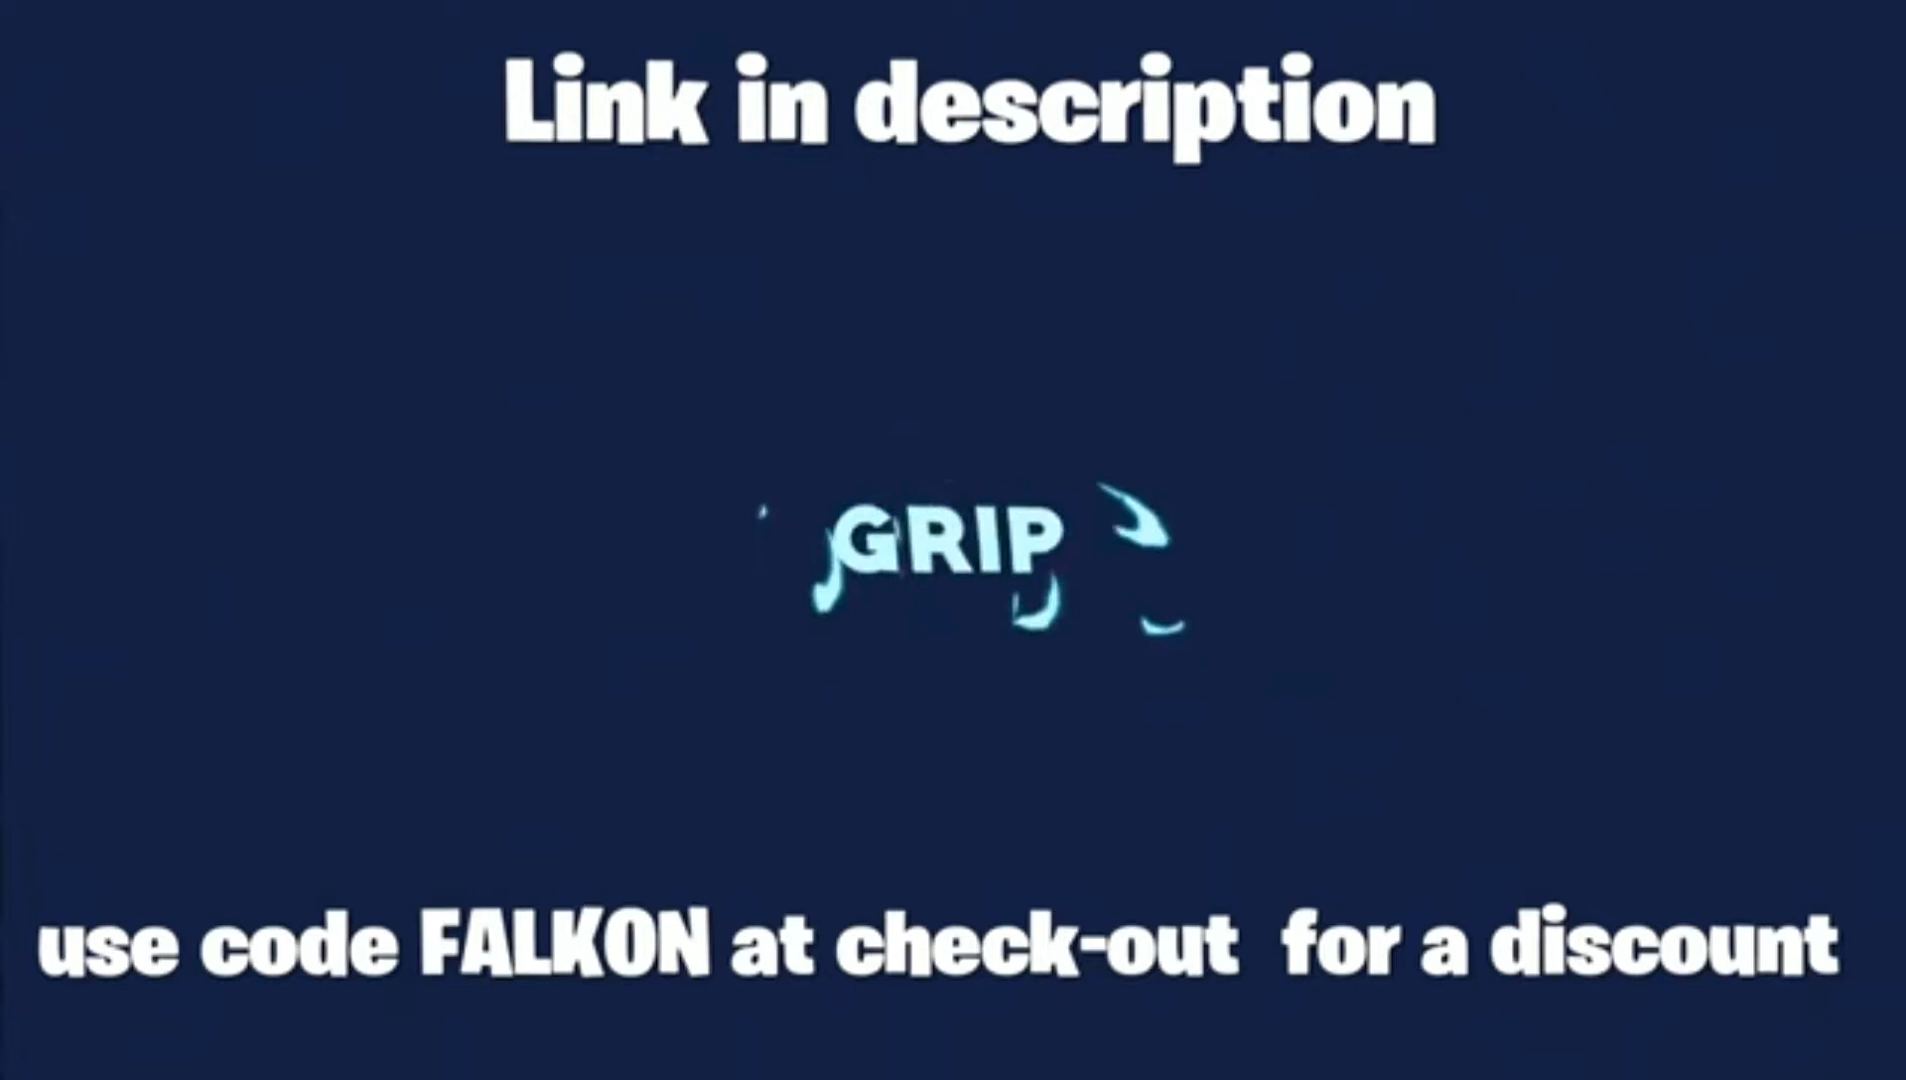 Link in description
GRIP
use code FALKON at check-out for a discount